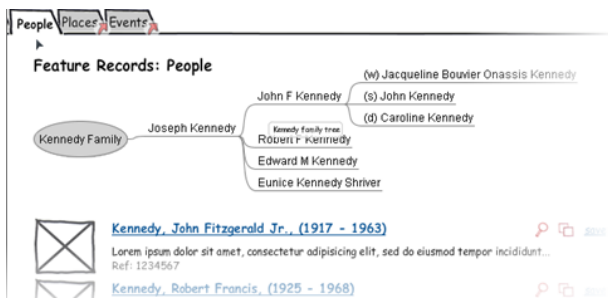 People Places Events
Feature Records: People
(w) Jacqueline Bouvier Onassis Kennedy
John F Kennedy
(s) John Kennedy
(d) Caroline Kennedy
Joseph Kennedy
Kennedy family tree
Kennedy Family
Robert F Kennedy
Edward M Kennedy
Eunice Kennedy Shriver
Kennedy, John Fitzgerald Jr., (1917 - 1963)
Lorem ipsum dolor sit amet, consectetur adipisicing elit, sed do eiusmod tempor incididunt...
Ref: 1234567
Kennedy, Robert Francis, (1925 - 1968)